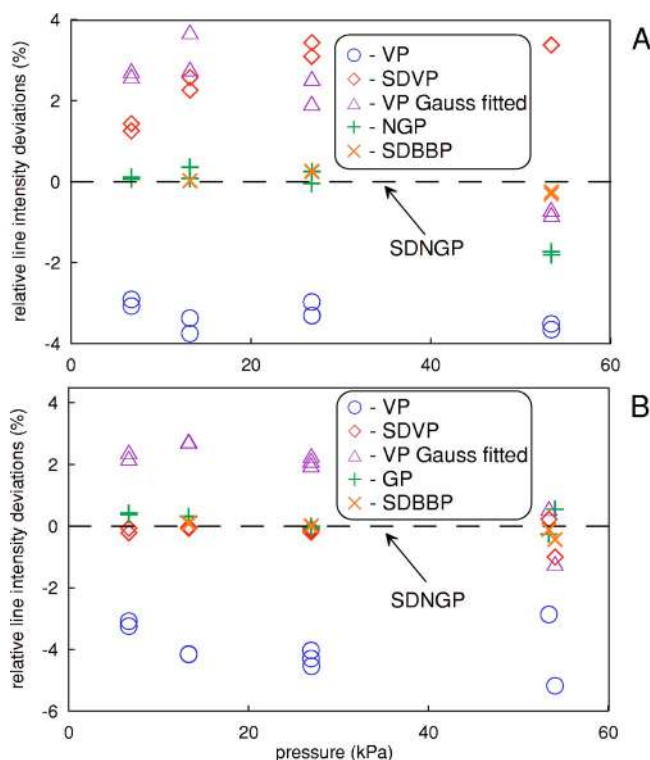 4
A
- VP
- SDVP
2
- VP Gauss fitted
- NGP
- SDBBP
0
SDNGP
-2
-4
0 20 40 60
relative line intensity deviations (%)
4
B
- VP
- SDVP
2
- VP Gauss fitted
- GP
- SDBBP
0
SDNGP
-2
-4
-6
0 20 40 60
pressure (kPa)
relative line intensity deviations (%)